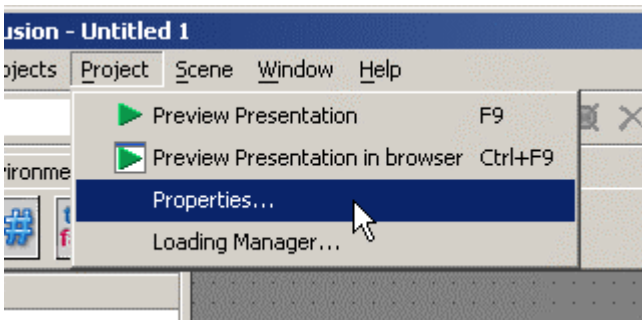 usion - Untitled 1
ojects Project Scene Window Help
Preview Presentation F9
Preview Presentation in browser Ctrl+F9
ironme
Properties...
Loading Manager...